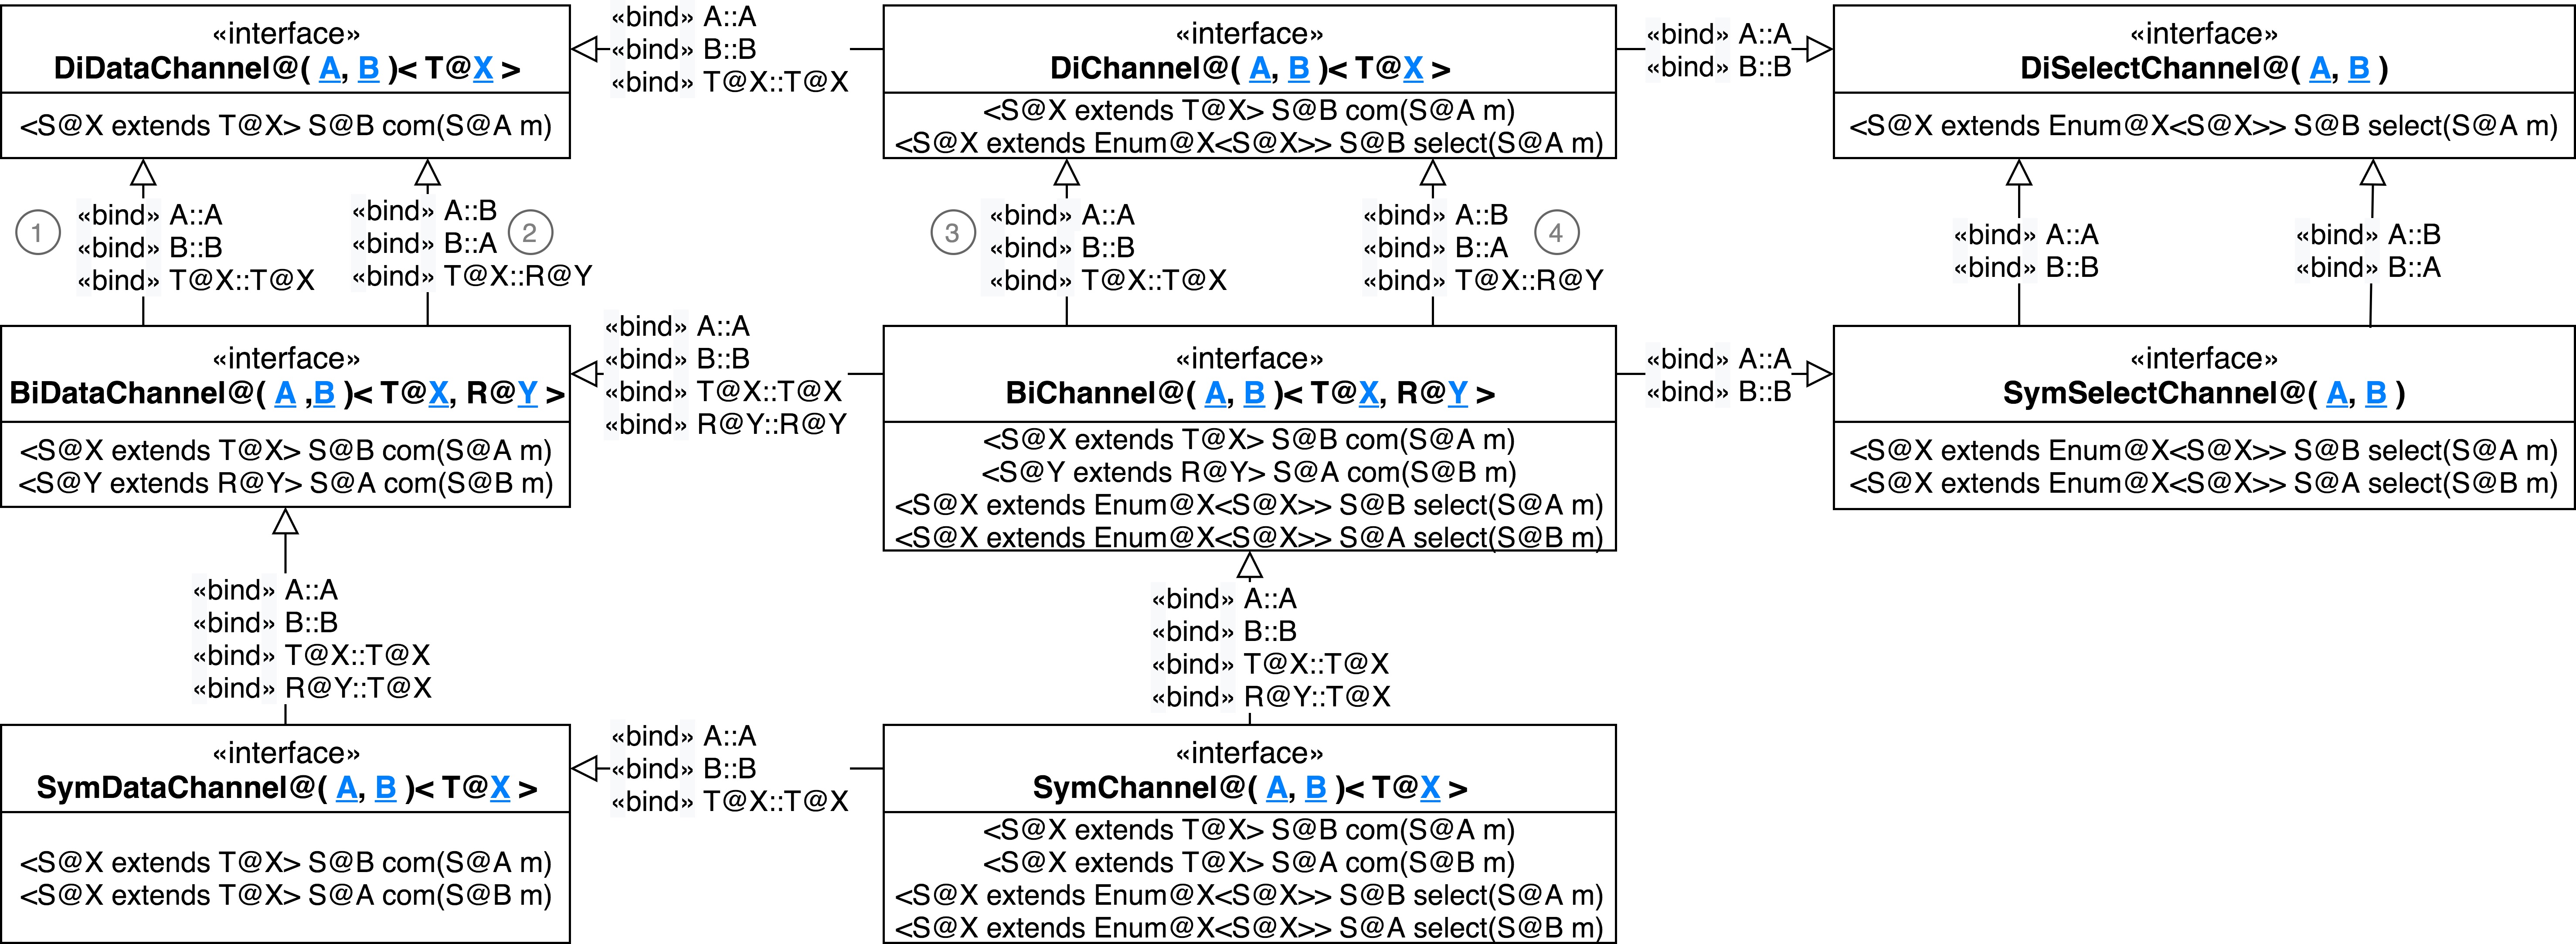 «interface»
DiDataChannel@( A, B )< T@X >
<S@X extends T@X> S@B com(S@A m)
«bind» A::A
«bind» B::B
«bind» T@X::T@X
«interface»
DiChannel@( A, B )< T@X >
<S@X extends T@X> S@B com(S@A m)
<S@X extends Enum@X<S@X>> S@B select(S@A m)
«bind» A::A
«bind» B::B
«interface»
DiSelectChannel@( A, B )
<S@X extends Enum@X<S@X>> S@B select(S@A m)
1
«bind» A::A
«bind» B::B
«bind» T@X::T@X
«bind» A::B
«bind» B::A
«bind» T@X::R@Y
2
3
«bind» A::A
«bind» B::B
«bind» T@X::T@X
«bind» A::B
«bind» B::A
«bind» T@X::R@Y
4
«bind» A::A
«bind» B::B
«bind» A::B
«bind» B::A
«interface»
BiDataChannel@( A ,B )< T@X, R@Y >
<S@X extends T@X> S@B com(S@A m)
<S@Y extends R@Y> S@A com(S@B m)
«bind» A::A
«bind» B::B
«bind» T@X::T@X
«bind» R@Y::R@Y
«interface»
BiChannel@( A, B )< T@X, R@Y >
<S@X extends T@X> S@B com(S@A m)
<S@Y extends R@Y> S@A com(S@B m)
<S@X extends Enum@X<S@X>> S@B select(S@A m)
<S@X extends Enum@X<S@X>> S@A select(S@B m)
«bind» A::A
«bind» B::B
«interface»
SymSelectChannel@( A, B )
<S@X extends Enum@X<S@X>> S@B select(S@A m)
<S@X extends Enum@X<S@X>> S@A select(S@B m)
«bind» A::A
«bind» B::B
«bind» T@X::T@X
«bind» R@Y::T@X
«bind» A::A
«bind» B::B
«bind» T@X::T@X
«bind» R@Y::T@X
«interface»
SymDataChannel@( A, B )< T@X >
<S@X extends T@X> S@B com(S@A m)
<S@X extends T@X> S@A com(S@B m)
«bind» A::A
«bind» B::B
«bind» T@X::T@X
«interface»
SymChannel@( A, B )< T@X >
<S@X extends T@X> S@B com(S@A m)
<S@X extends T@X> S@A com(S@B m)
<S@X extends Enum@X<S@X>> S@B select(S@A m)
<S@X extends Enum@X<S@X>> S@A select(S@B m)